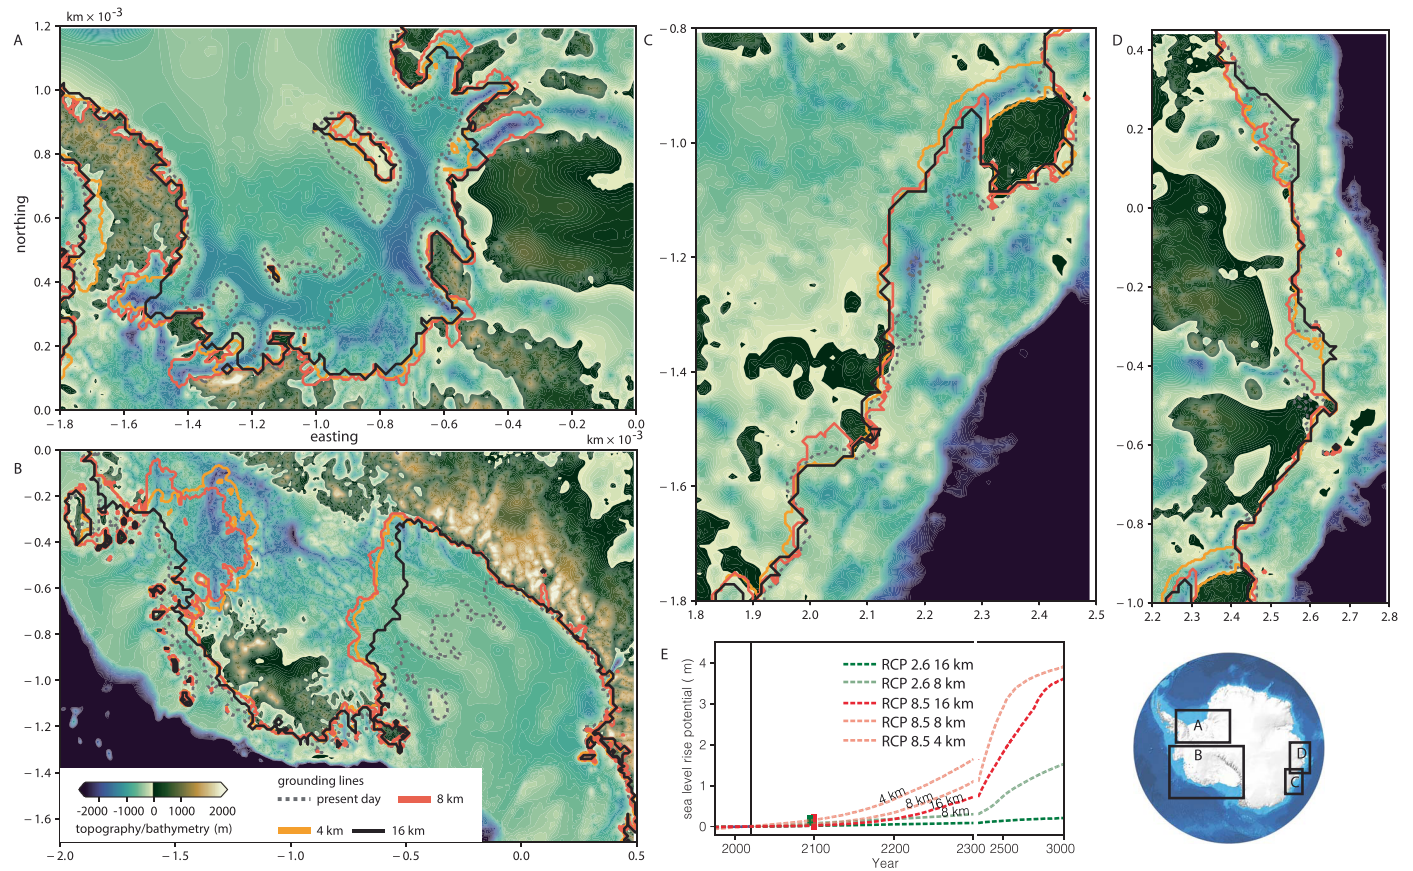 km × 10⁻³
A
1.2
1.0
0.8
0.6
0.4
0.2
0.0
northing
−1.8
−1.6
−1.4
−1.2
−1.0
−0.8
−0.6
−0.4
−0.2
0.0
easting
km × 10⁻³
B
0.0
−0.2
−0.4
−0.6
−0.8
−1.0
−1.2
−1.4
−1.6
−2.0
−1.5
−1.0
−0.5
0.0
0.5
-2000 -1000 0 1000 2000
topography/bathymetry (m)
grounding lines
present day
8 km
4 km
16 km
C
−0.8
−1.0
−1.2
−1.4
−1.6
−1.8
1.8
1.9
2.0
2.1
2.2
2.3
2.4
2.5
D
0.4
0.2
0.0
−0.2
−0.4
−0.6
−0.8
−1.0
2.2
2.3
2.4
2.5
2.6
2.7
2.8
E
sea level rise potential ( m)
4
3
2
1
0
RCP 2.6 16 km
RCP 2.6 8 km
RCP 8.5 16 km
RCP 8.5 8 km
RCP 8.5 4 km
4 km
8 km
16 km
8 km
2000
2100
2200
2300
2500
3000
Year
A
B
D
C